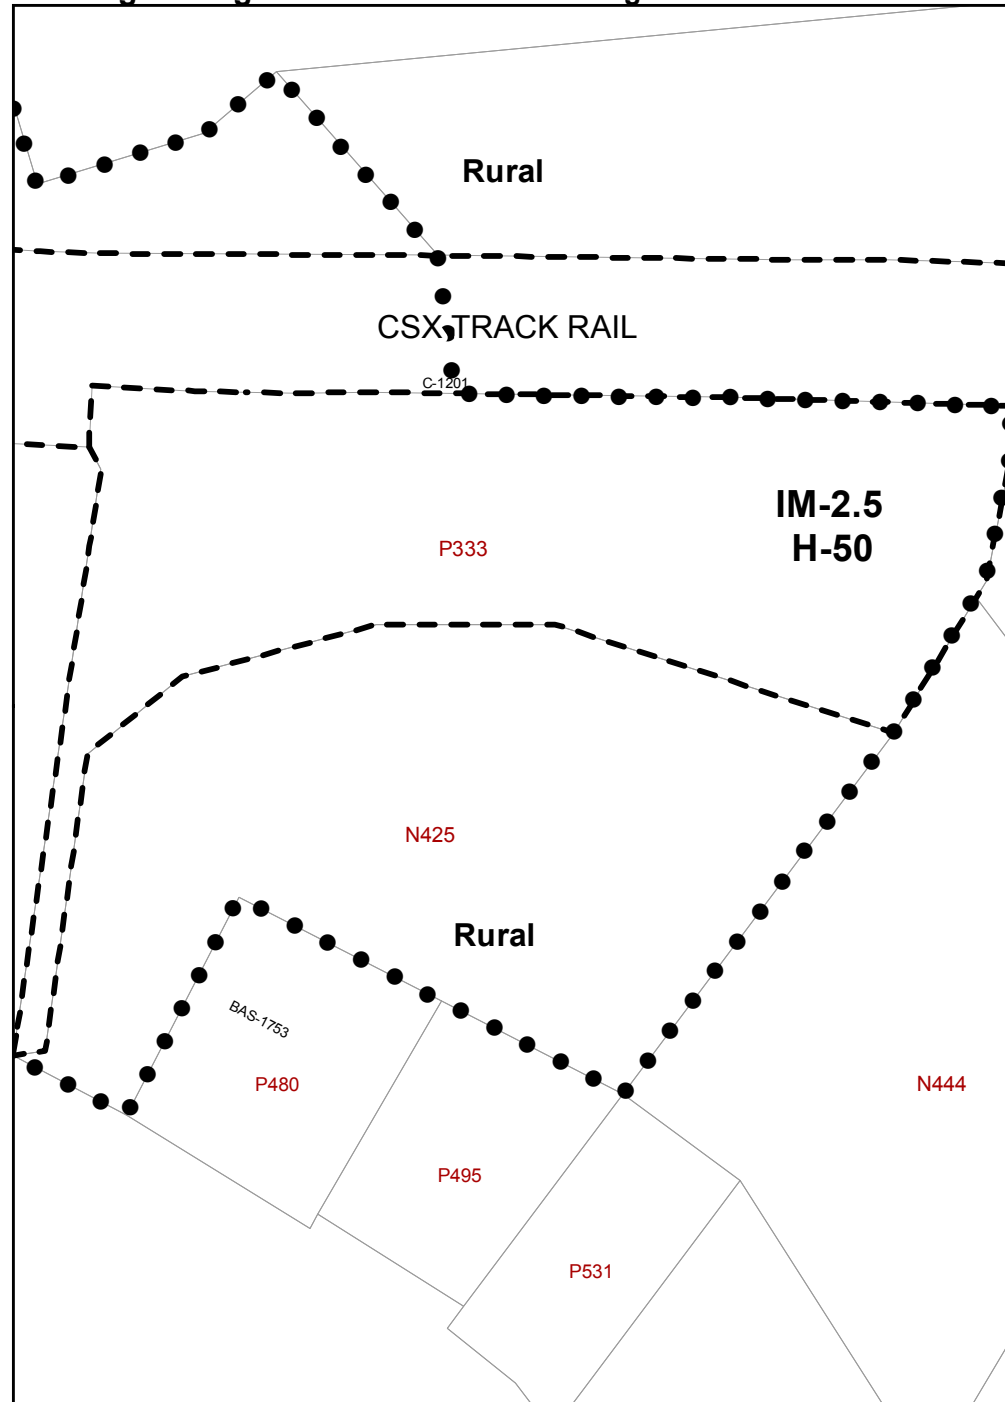 Rural
CSX TRACK RAIL
C-1201
IM-2.5
H-50
P333
N425
Rural
BAS-1753
P480
N444
P495
P531